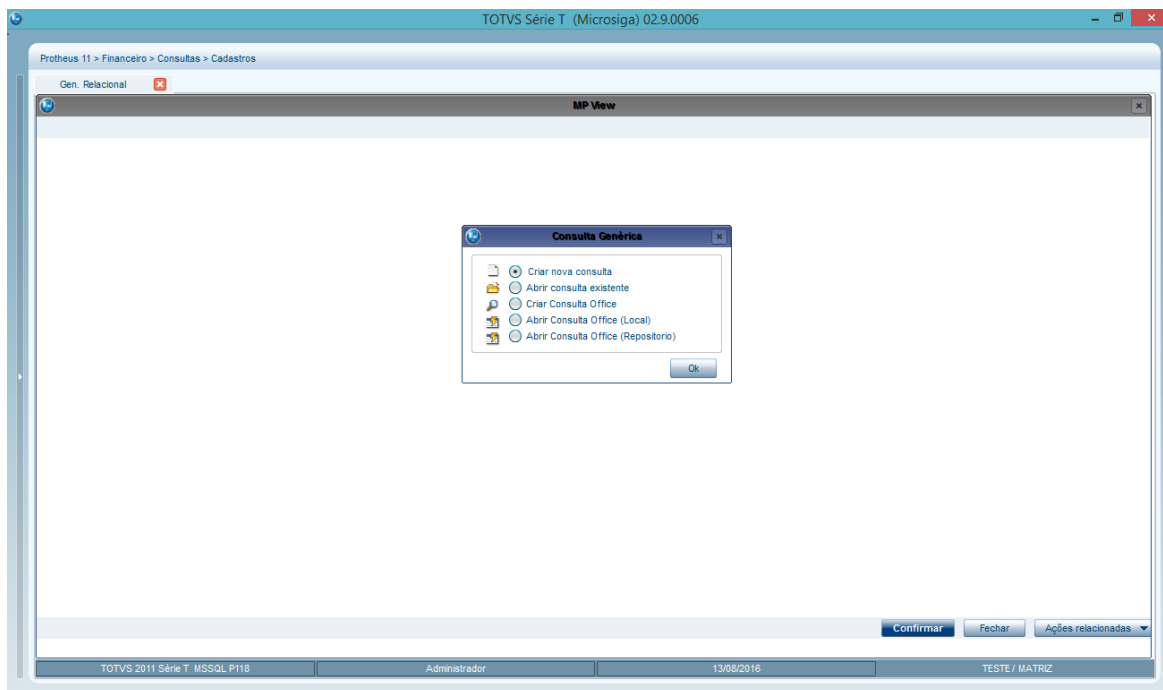 TOTVS Série T (Microsiga) 02.9.0006
Protheus 11 > Financeiro > Consultas > Cadastros
Gen. Relacional
MP View
Consulta Genérica
Criar nova consulta
Abrir consulta existente
Criar Consulta Office
Abrir Consulta Office (Local)
Abrir Consulta Office (Repositorio)
Ok
Confirmar Fechar Ações relacionadas
TOTVS 2011 Série T MSSQL P118 Administrador 13/08/2016 TESTE / MATRIZ